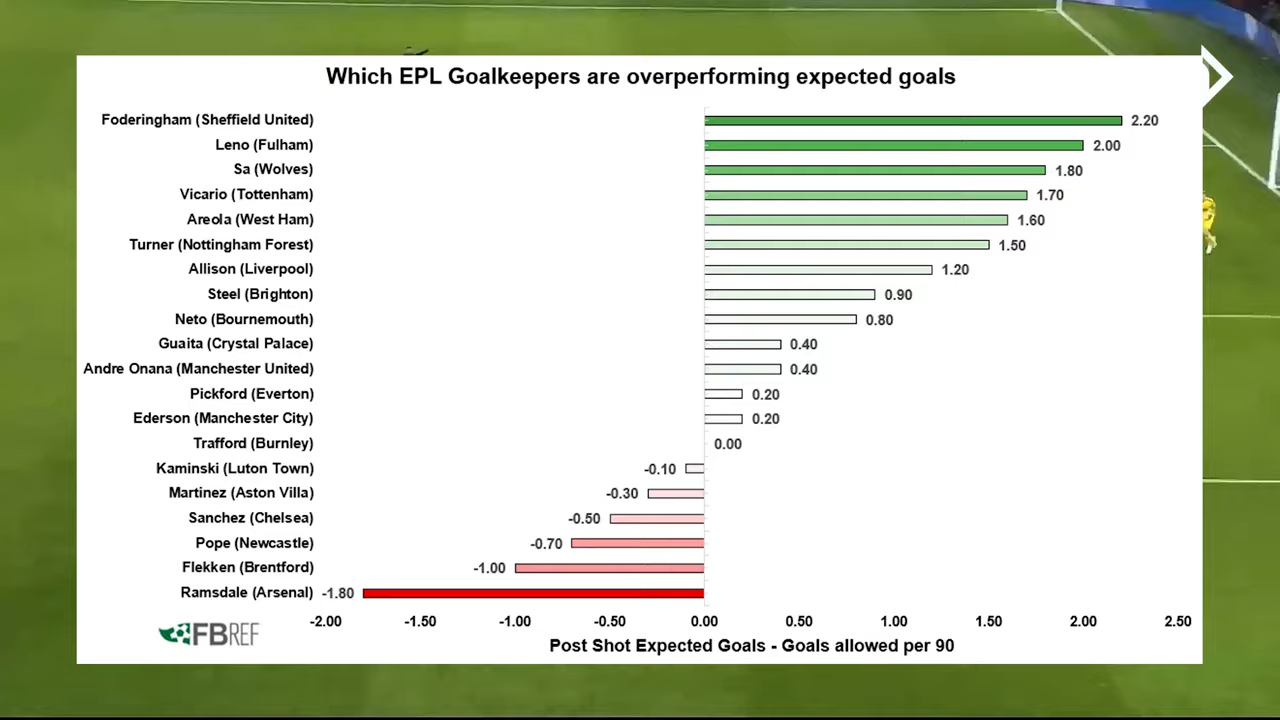 Which EPL Goalkeepers are overperforming expected goals
Foderingham (Sheffield United) 2.20
Leno (Fulham) 2.00
Sa (Wolves) 1.80
Vicario (Tottenham) 1.70
Areola (West Ham) 1.60
Turner (Nottingham Forest) 1.50
Allison (Liverpool) 1.20
Steel (Brighton) 0.90
Neto (Bournemouth) 0.80
Guaita (Crystal Palace) 0.40
Andre Onana (Manchester United) 0.40
Pickford (Everton) 0.20
Ederson (Manchester City) 0.20
Trafford (Burnley) 0.00
Kaminski (Luton Town) -0.10
Martinez (Aston Villa) -0.30
Sanchez (Chelsea) -0.50
Pope (Newcastle) -0.70
Flekken (Brentford) -1.00
Ramsdale (Arsenal) -1.80
-2.00 -1.50 -1.00 -0.50 0.00 0.50 1.00 1.50 2.00 2.50
FBREF
Post Shot Expected Goals - Goals allowed per 90